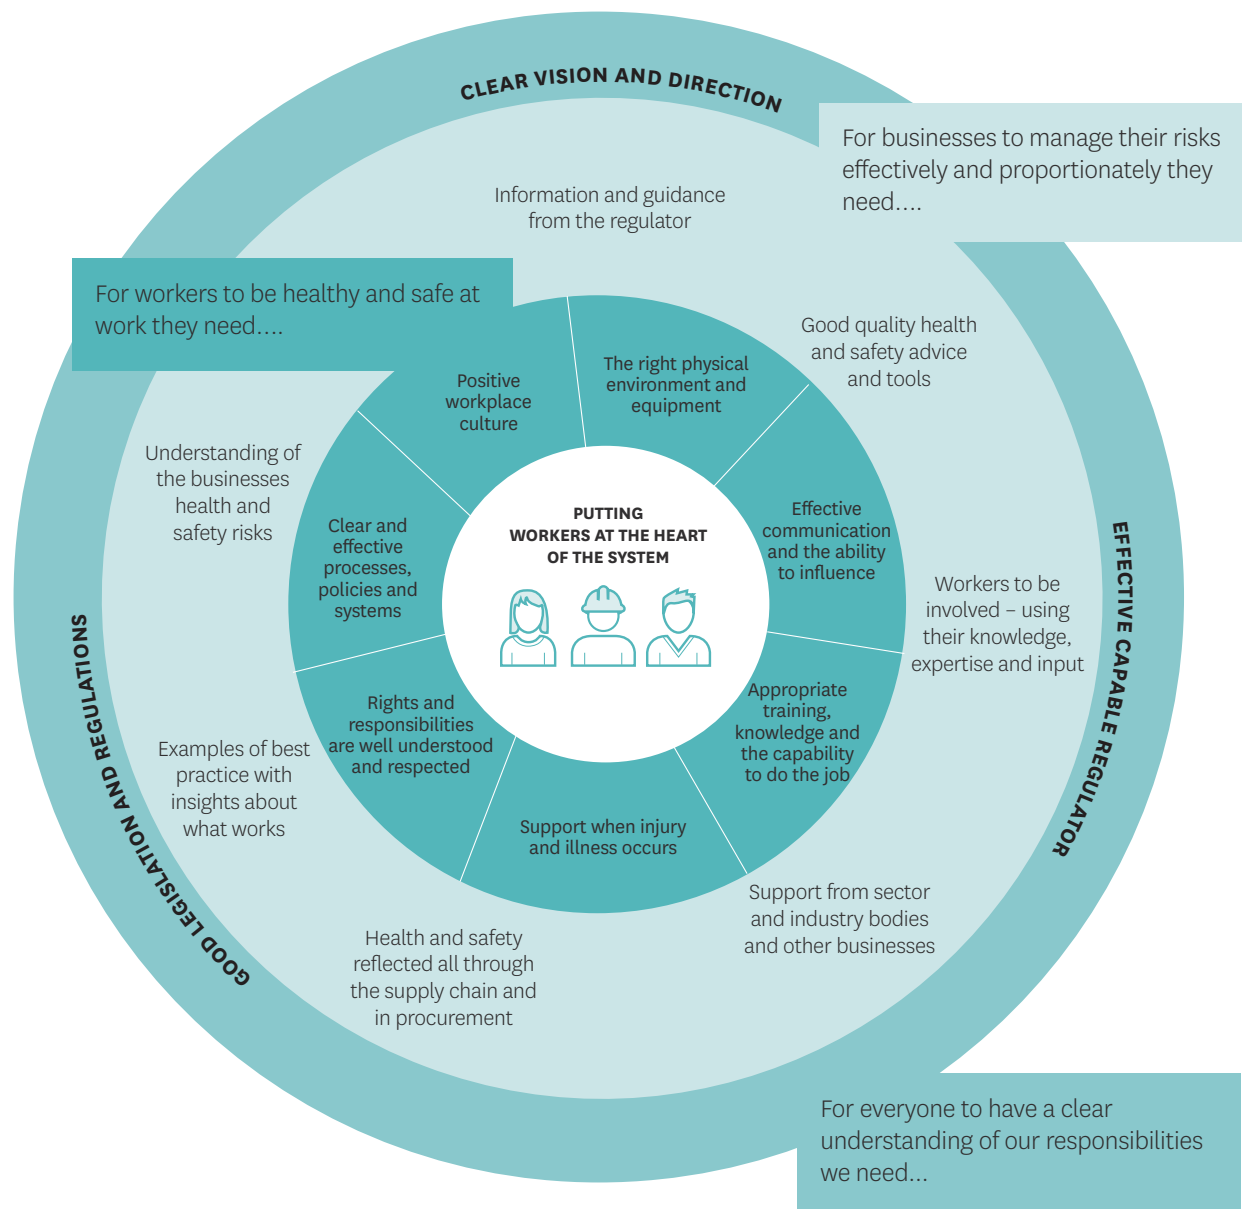 CLEAR VISION AND DIRECTION
For businesses to manage their risks
effectively and proportionately they
need....
Information and guidance
from the regulator
For workers to be healthy and safe at
work they need....
Good quality health
and safety advice
and tools
The right physical
environment and
equipment
Positive
workplace
culture
Understanding of
the businesses
health and
safety risks
Clear and
effective
processes,
policies and
systems
PUTTING
WORKERS AT THE HEART
OF THE SYSTEM
Effective
communication
and the ability
to influence
Workers to be
involved – using
their knowledge,
expertise and input
EFFECTIVE CAPABLE REGULATOR
GOOD LEGISLATION AND REGULATIONS
Rights and
responsibilities
are well understood
and respected
Appropriate
training,
knowledge and
the capability
to do the job
Examples of best
practice with
insights about
what works
Support when injury
and illness occurs
Support from sector
and industry bodies
and other businesses
Health and safety
reflected all through
the supply chain and
in procurement
For everyone to have a clear
understanding of our responsibilities
we need...